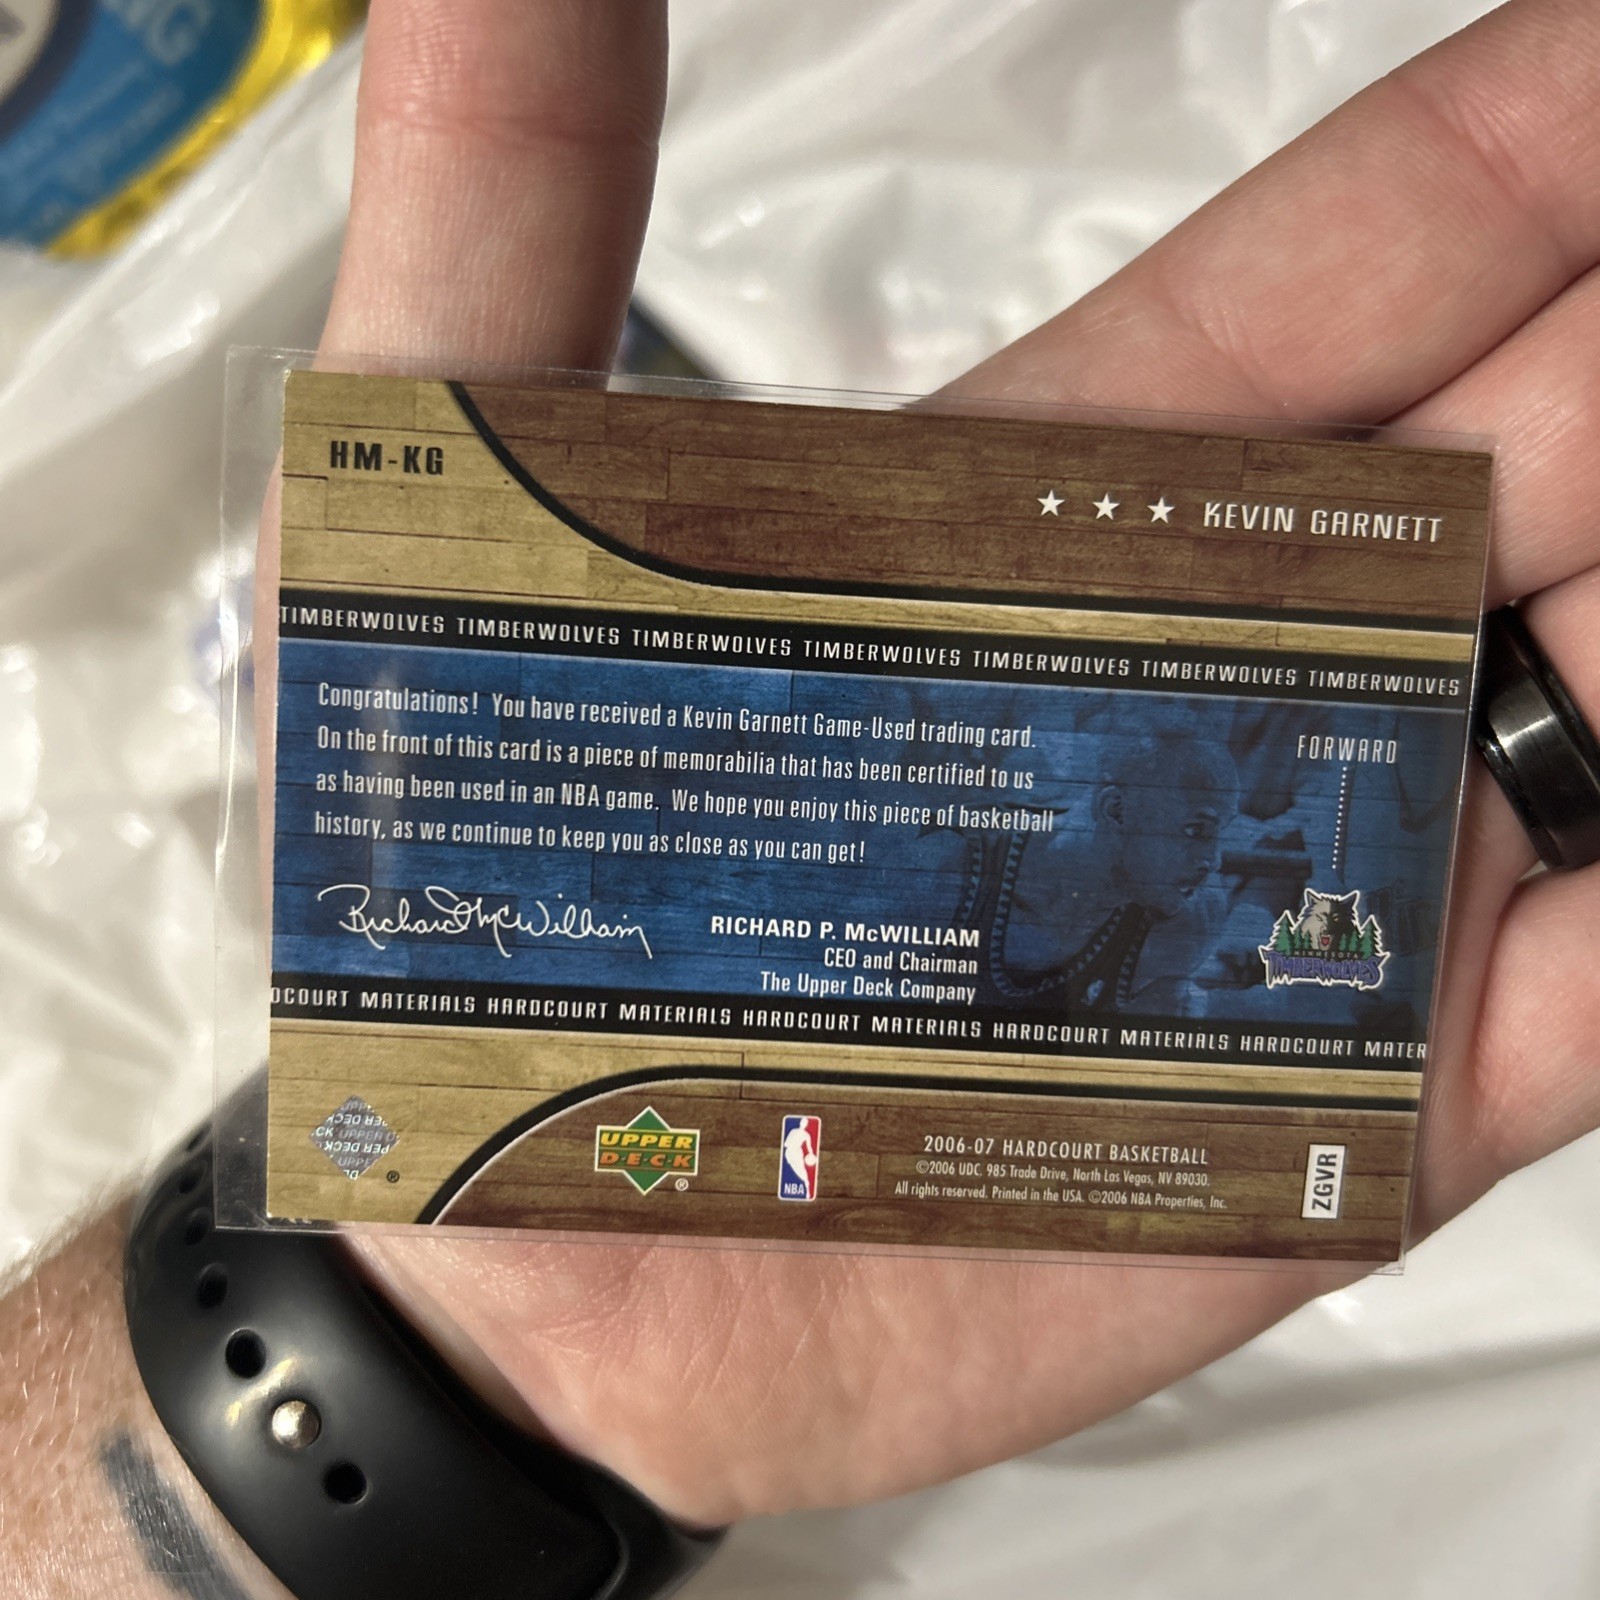 HM-KG
★ ★ ★ KEVIN GARNETT
TIMBERWOLVES TIMBERWOLVES TIMBERWOLVES TIMBERWOLVES TIMBERWOLVES TIMBERWOLVES TIMBERWOLVES
Congratulations! You have received a Kevin Garnett Game-Used trading card.
On the front of this card is a piece of memorabilia that has been certified to us
as having been used in an NBA game. We hope you enjoy this piece of basketball
history, as we continue to keep you as close as you can get!
FORWARD
MINNESOTA
TIMBERWOLVES
Richard McWilliam
RICHARD P. McWILLIAM
CEO and Chairman
The Upper Deck Company
DCOURT MATERIALS HARDCOURT MATERIALS HARDCOURT MATERIALS HARDCOURT MATERIALS HARDCOURT MATER
UPPER
D·E·C·K
®
NBA
2006-07 HARDCOURT BASKETBALL
©2006 UDC. 985 Trade Drive, North Las Vegas, NV 89030.
All rights reserved. Printed in the USA. ©2006 NBA Properties, Inc.
ZGVR